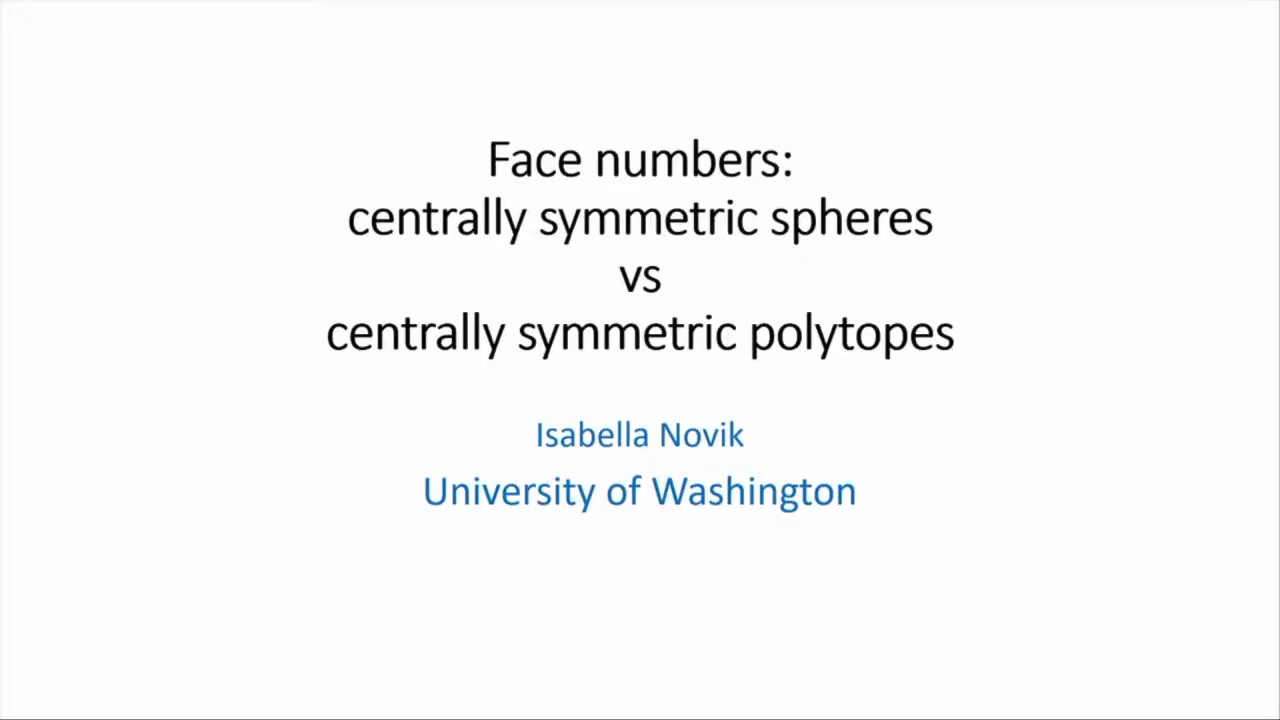 Face numbers:
centrally symmetric spheres
vs
centrally symmetric polytopes
Isabella Novik
University of Washington